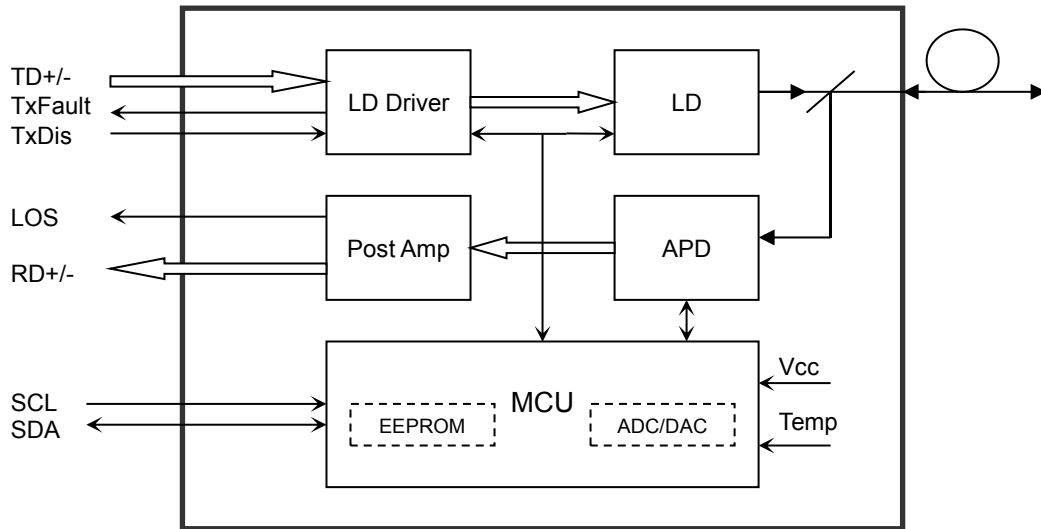 TD+/-
TxFault
TxDis
LD Driver
LD
LOS
RD+/-
Post Amp
APD
SCL
SDA
MCU
EEPROM
ADC/DAC
Vcc
Temp